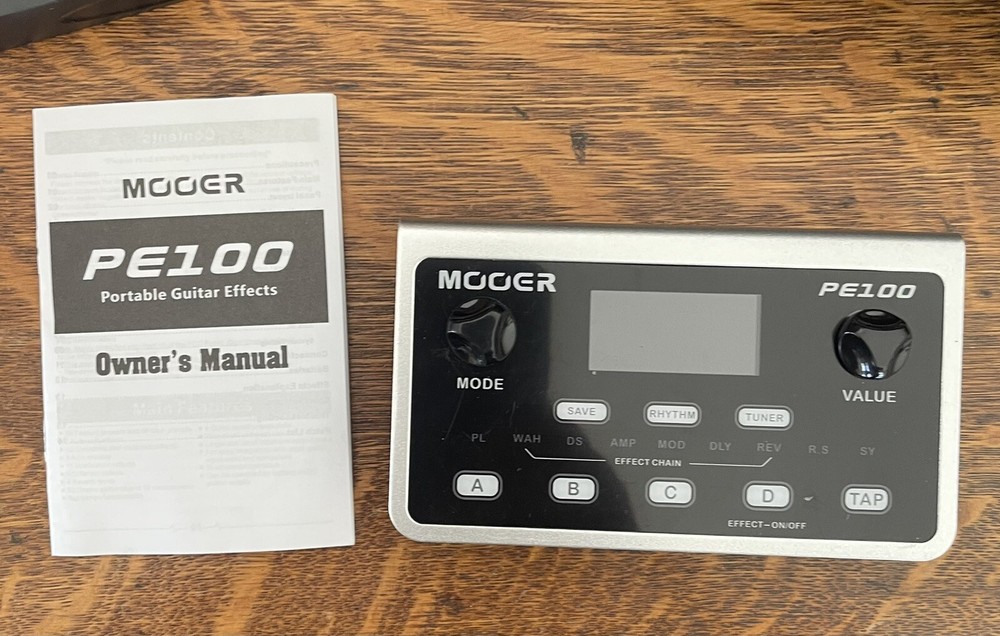 MOOER
PE100
Portable Guitar Effects
Owner's Manual
MOOER
PE100
MODE
VALUE
SAVE
RHYTHM
TUNER
PL WAH DS AMP MOD DLY REV R.S SY
EFFECT CHAIN
A
B
C
D
TAP
EFFECT-ON/OFF